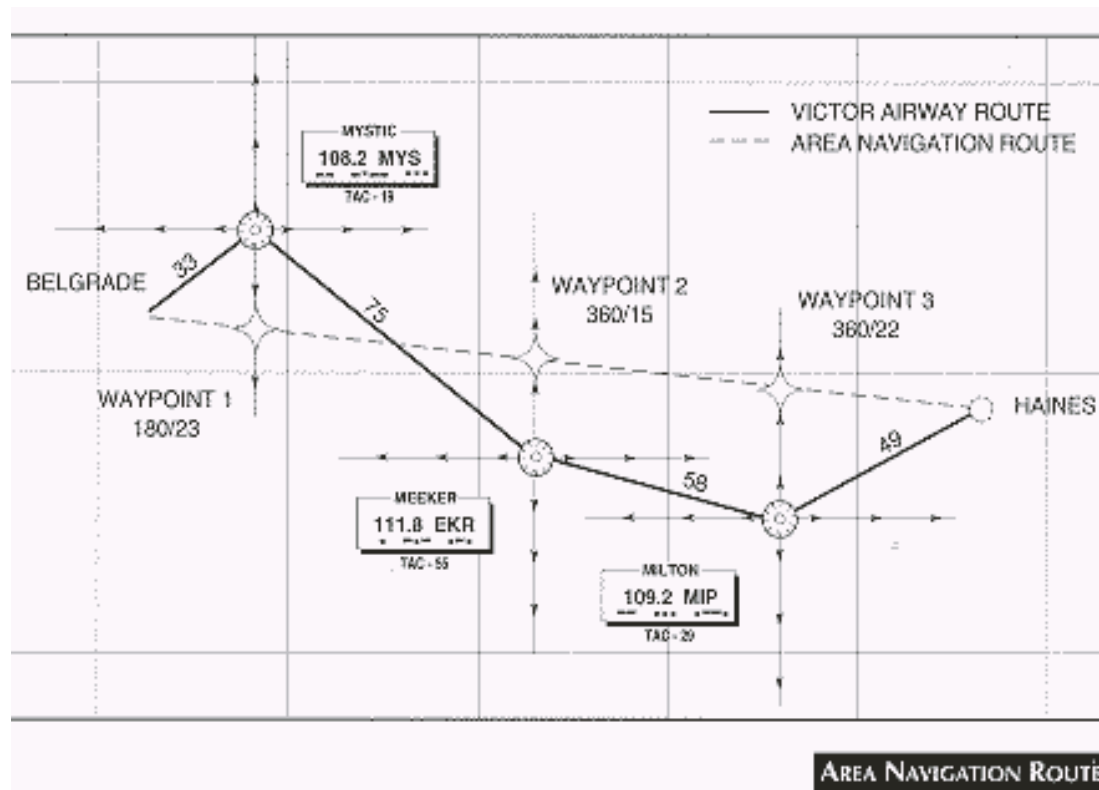 VICTOR AIRWAY ROUTE
AREA NAVIGATION ROUTE
MYSTIC
108.2 MYS
TAC - 19
33
BELGRADE
75
WAYPOINT 2
360/15
WAYPOINT 3
360/22
WAYPOINT 1
180/23
HAINES
49
58
MEEKER
111.8 EKR
TAC - 55
MILTON
109.2 MIP
TAC - 29
AREA NAVIGATION ROUTE